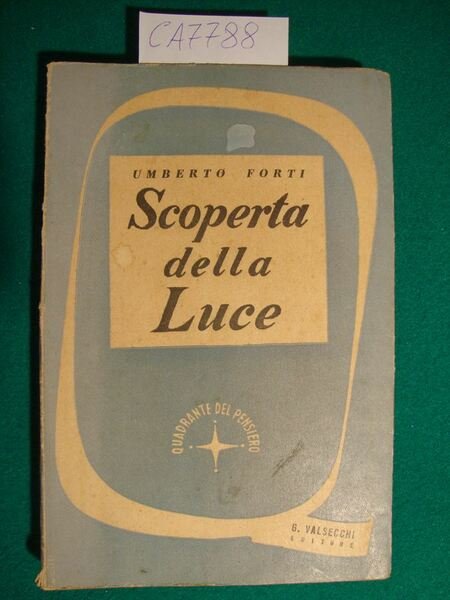 CA7788
UMBERTO FORTI
Scoperta
della
Luce
QUADRANTE DEL PENSIERO
G. VALSECCHI
EDITORE